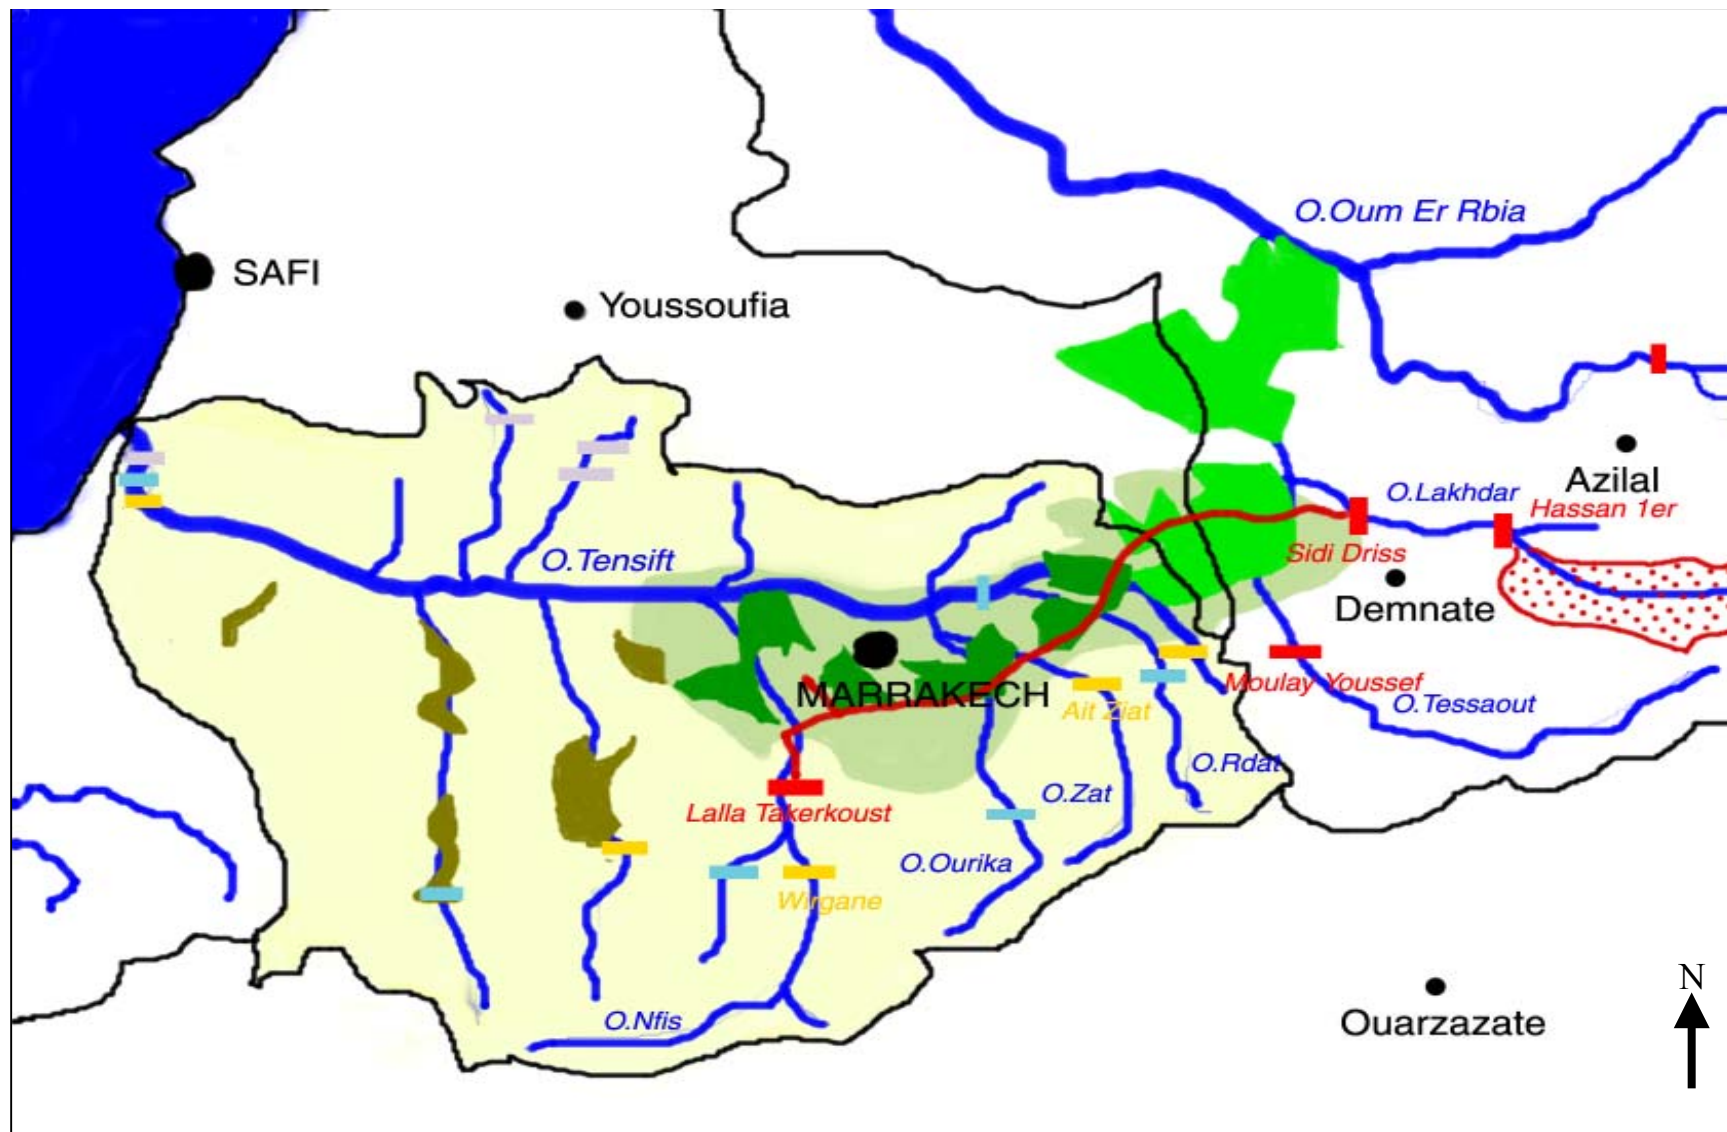 O.Oum Er Rbia
SAFI
Youssoufia
Azilal
O.Lakhdar
Hassan 1er
Sidi Driss
O.Tensift
Demnate
MARRAKECH
Moulay Youssef
Ait Ziat
O.Tessaout
O.Rdat
O.Zat
Lalla Takerkoust
O.Ourika
Wirgane
N
O.Nfis
Ouarzazate